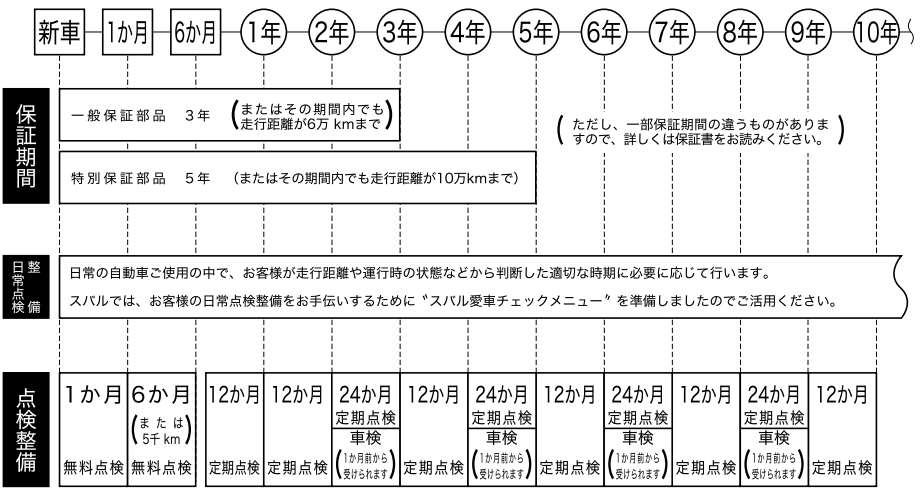 新車 1か月 6か月 1年 2年 3年 4年 5年 6年 7年 8年 9年 10年
保証期間
一般保証部品 3年 (またはその期間内でも
走行距離が6万kmまで)
(ただし、一部保証期間の違うものがありま
すので、詳しくは保証書をお読みください。)
特別保証部品 5年 (またはその期間内でも走行距離が10万kmまで)
日常点検
整備
日常の自動車ご使用の中で、お客様が走行距離や運行時の状態などから判断した適切な時期に必要に応じて行います。
スバルでは、お客様の日常点検整備をお手伝いするために〝スバル愛車チェックメニュー〞を準備しましたのでご活用ください。
点検整備
1か月
無料点検
6か月
(または
5千km)
無料点検
12か月
定期点検
12か月
定期点検
24か月
定期点検
車検
(1か月前から
受けられます)
12か月
定期点検
24か月
定期点検
車検
(1か月前から
受けられます)
12か月
定期点検
24か月
定期点検
車検
(1か月前から
受けられます)
12か月
定期点検
24か月
定期点検
車検
(1か月前から
受けられます)
12か月
定期点検